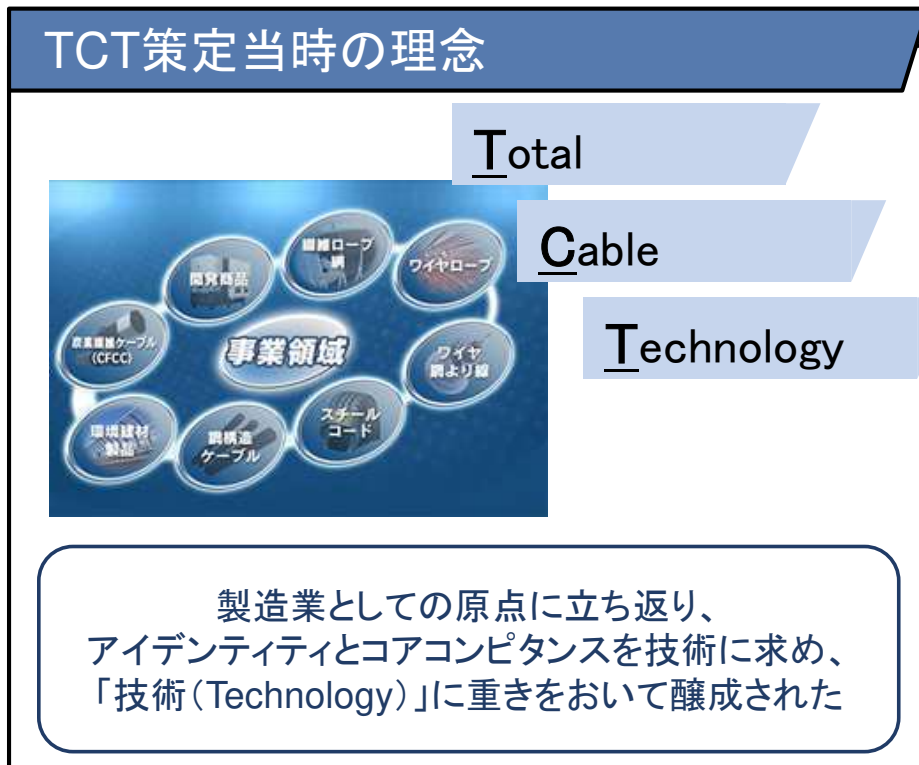 TCT策定当時の理念
Total
Cable
Technology
繊維ロープ
網
ワイヤロープ
開発商品
炭素繊維ケーブル
(CFCC)
事業領域
ワイヤ
鋼より線
スチール
コード
鋼構造
ケーブル
環境建材
製品
製造業としての原点に立ち返り、
アイデンティティとコアコンピタンスを技術に求め、
「技術(Technology)」に重きをおいて醸成された